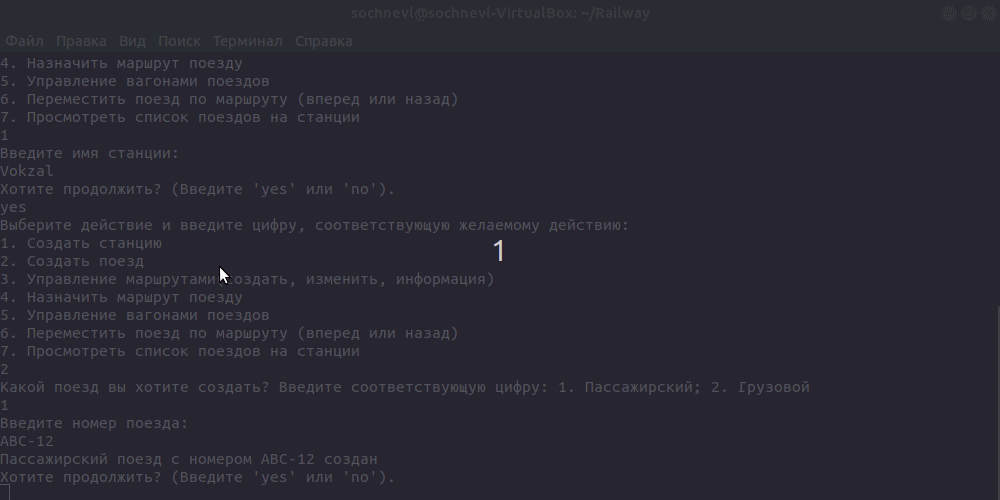 sochnevl@sochnevl-VirtualBox: ~/Railway
Файл Правка Вид Поиск Терминал Справка
4. Назначить маршрут поезду
5. Управление вагонами поездов
6. Переместить поезд по маршруту (вперед или назад)
7. Просмотреть список поездов на станции
1
Введите имя станции:
Vokzal
Хотите продолжить? (Введите 'yes' или 'no').
yes
Выберите действие и введите цифру, соответствующую желаемому действию:
1. Создать станцию
1
2. Создать поезд
3. Управление маршрутами(создать, изменить, информация)
4. Назначить маршрут поезду
5. Управление вагонами поездов
6. Переместить поезд по маршруту (вперед или назад)
7. Просмотреть список поездов на станции
2
Какой поезд вы хотите создать? Введите соответствующую цифру: 1. Пассажирский; 2. Грузовой
1
Введите номер поезда:
ABC-12
Пассажирский поезд с номером ABC-12 создан
Хотите продолжить? (Введите 'yes' или 'no').